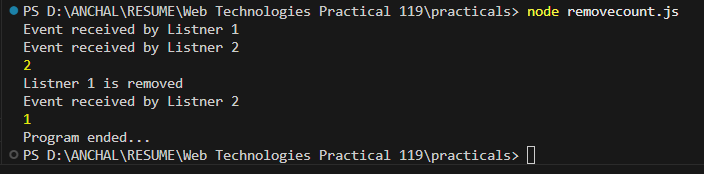 PS D:\ANCHAL\RESUME\Web Technologies Practical 119\practicals> node removecount.js
Event received by Listner 1
Event received by Listner 2
2
Listner 1 is removed
Event received by Listner 2
1
Program ended...
PS D:\ANCHAL\RESUME\Web Technologies Practical 119\practicals>